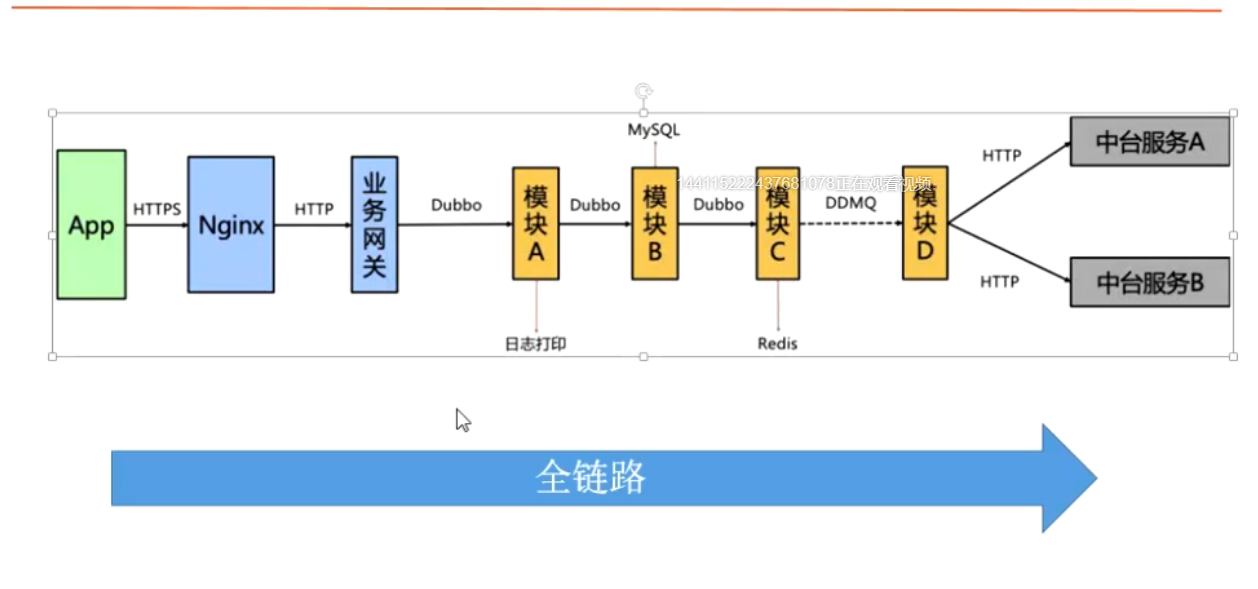 MySQL
HTTP
中台服务A
App
HTTPS
Nginx
HTTP
业务网关
Dubbo
模块A
Dubbo
模块B
Dubbo
模块C
DDMQ
模块D
144115222437681078正在观看视频
HTTP
中台服务B
日志打印
Redis
全链路